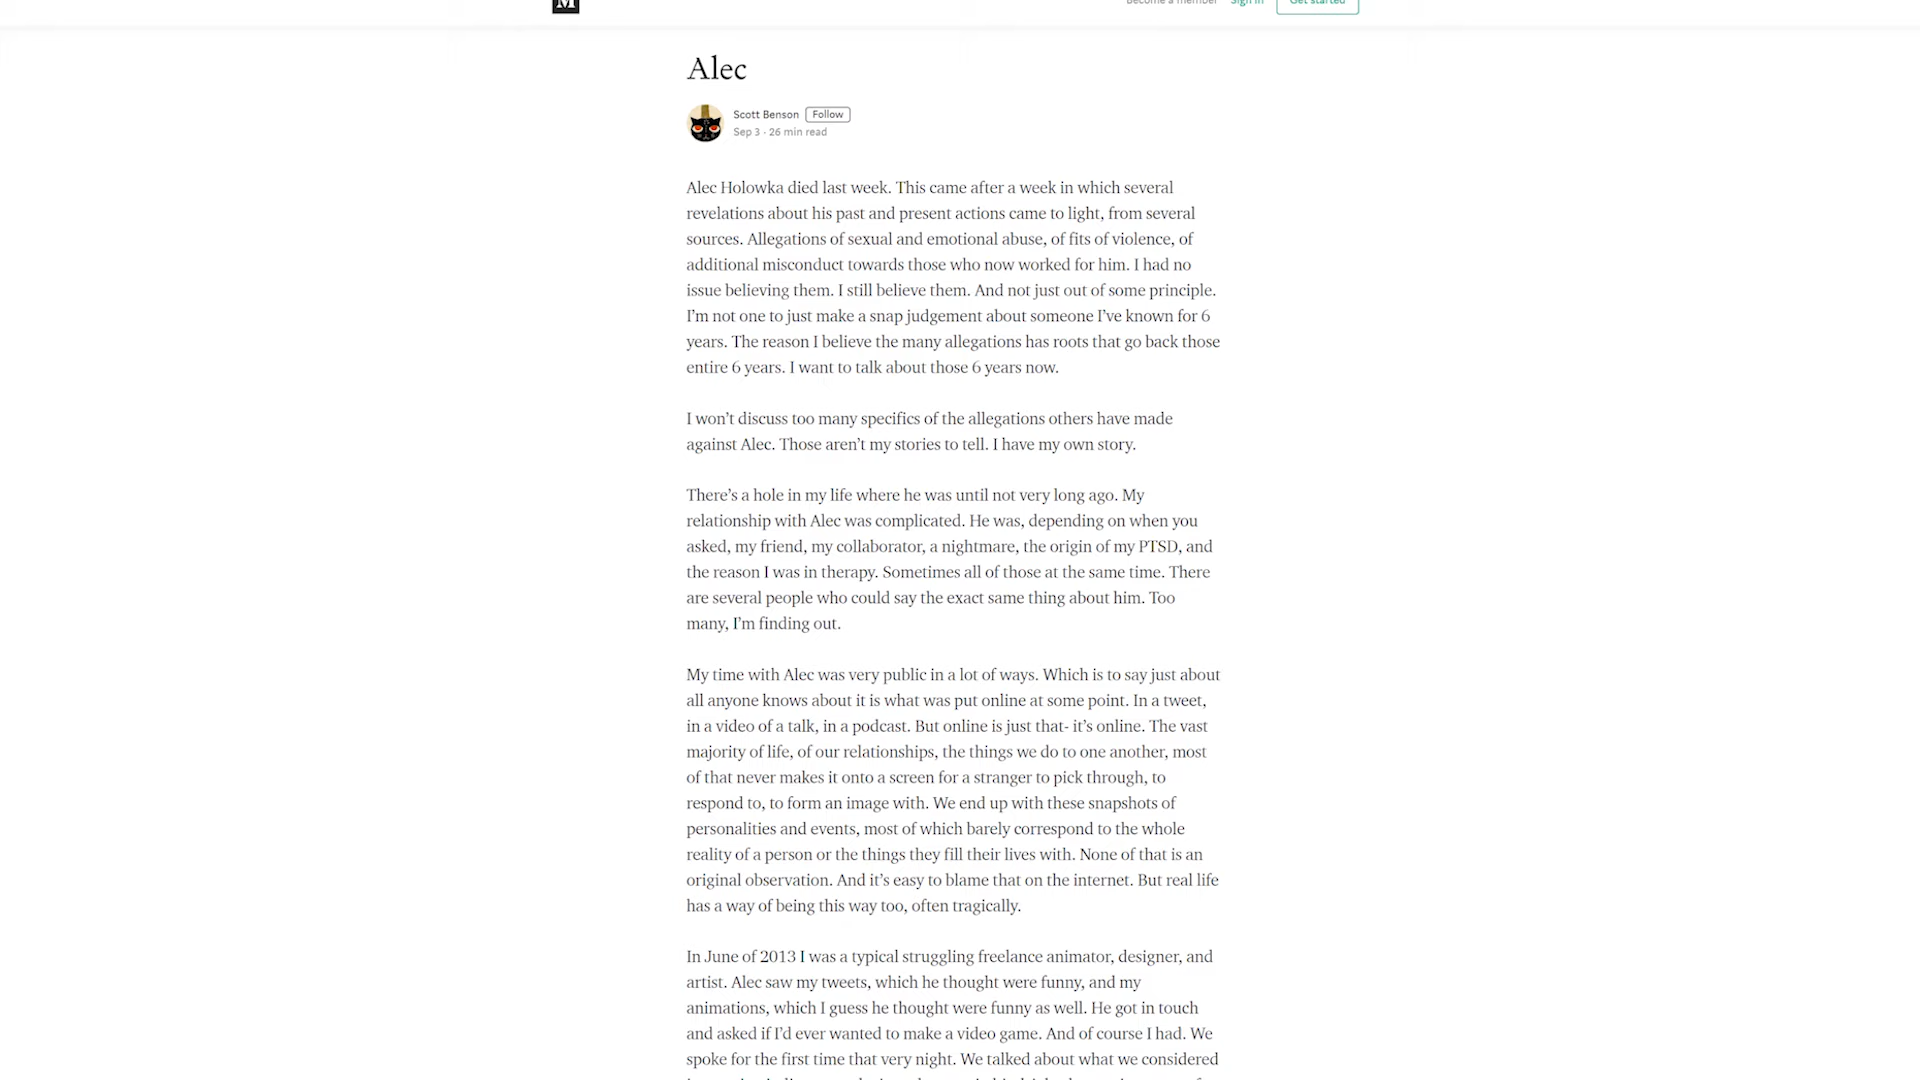 M
Become a member Sign in Get started
Alec
Scott Benson Follow
Sep 3 · 26 min read
Alec Holowka died last week. This came after a week in which several
revelations about his past and present actions came to light, from several
sources. Allegations of sexual and emotional abuse, of fits of violence, of
additional misconduct towards those who now worked for him. I had no
issue believing them. I still believe them. And not just out of some principle.
I’m not one to just make a snap judgement about someone I’ve known for 6
years. The reason I believe the many allegations has roots that go back those
entire 6 years. I want to talk about those 6 years now.
I won’t discuss too many specifics of the allegations others have made
against Alec. Those aren’t my stories to tell. I have my own story.
There’s a hole in my life where he was until not very long ago. My
relationship with Alec was complicated. He was, depending on when you
asked, my friend, my collaborator, a nightmare, the origin of my PTSD, and
the reason I was in therapy. Sometimes all of those at the same time. There
are several people who could say the exact same thing about him. Too
many, I’m finding out.
My time with Alec was very public in a lot of ways. Which is to say just about
all anyone knows about it is what was put online at some point. In a tweet,
in a video of a talk, in a podcast. But online is just that- it’s online. The vast
majority of life, of our relationships, the things we do to one another, most
of that never makes it onto a screen for a stranger to pick through, to
respond to, to form an image with. We end up with these snapshots of
personalities and events, most of which barely correspond to the whole
reality of a person or the things they fill their lives with. None of that is an
original observation. And it’s easy to blame that on the internet. But real life
has a way of being this way too, often tragically.
In June of 2013 I was a typical struggling freelance animator, designer, and
artist. Alec saw my tweets, which he thought were funny, and my
animations, which I guess he thought were funny as well. He got in touch
and asked if I’d ever wanted to make a video game. And of course I had. We
spoke for the first time that very night. We talked about what we considered